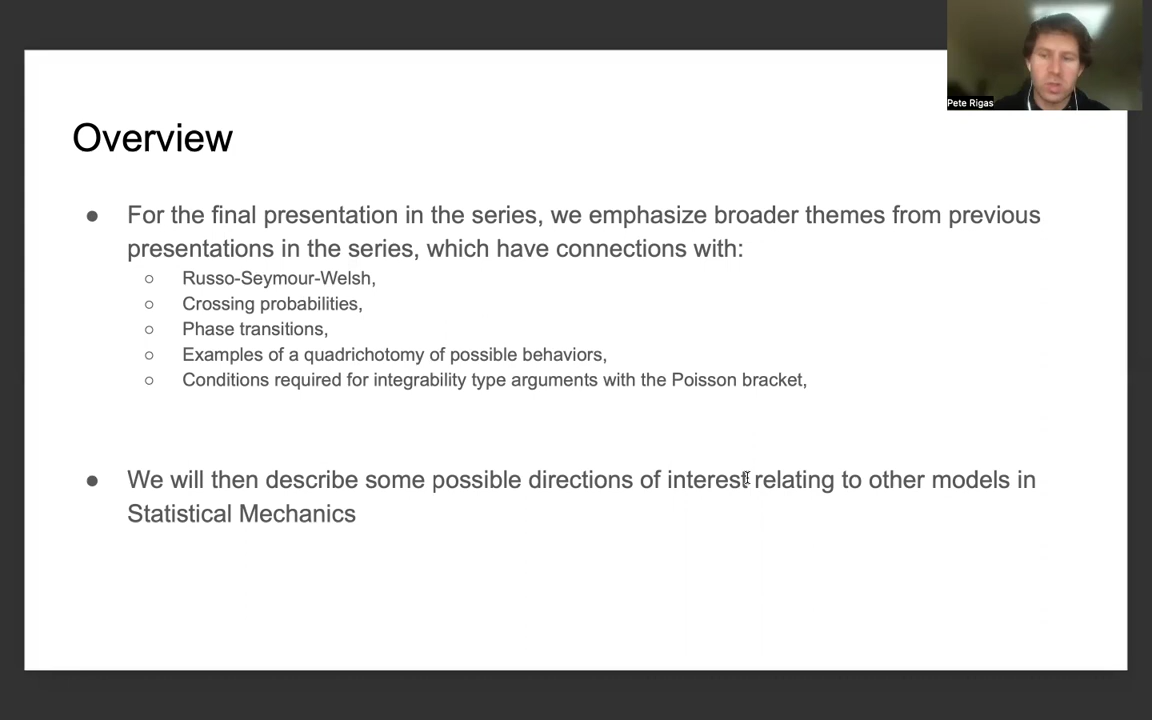 Pete Rigas
Overview
● For the final presentation in the series, we emphasize broader themes from previous
presentations in the series, which have connections with:
○ Russo-Seymour-Welsh,
○ Crossing probabilities,
○ Phase transitions,
○ Examples of a quadrichotomy of possible behaviors,
○ Conditions required for integrability type arguments with the Poisson bracket,
● We will then describe some possible directions of interest relating to other models in
Statistical Mechanics